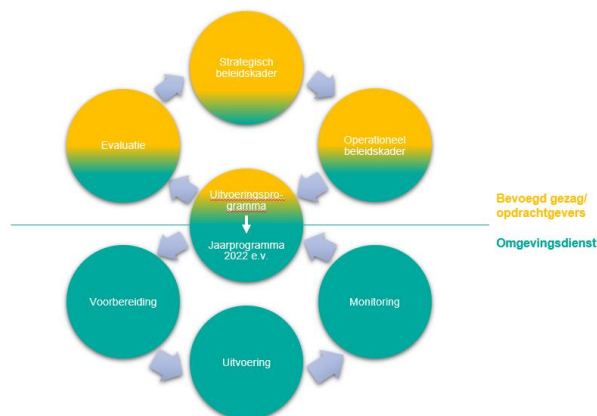 Strategisch
beleidskader
Evaluatie
Operationeel
beleidskader
Uitvoeringspro-
gramma
Jaarprogramma
2022 e.v.
Bevoegd gezag/
opdrachtgevers
Omgevingsdienst
Voorbereiding
Monitoring
Uitvoering